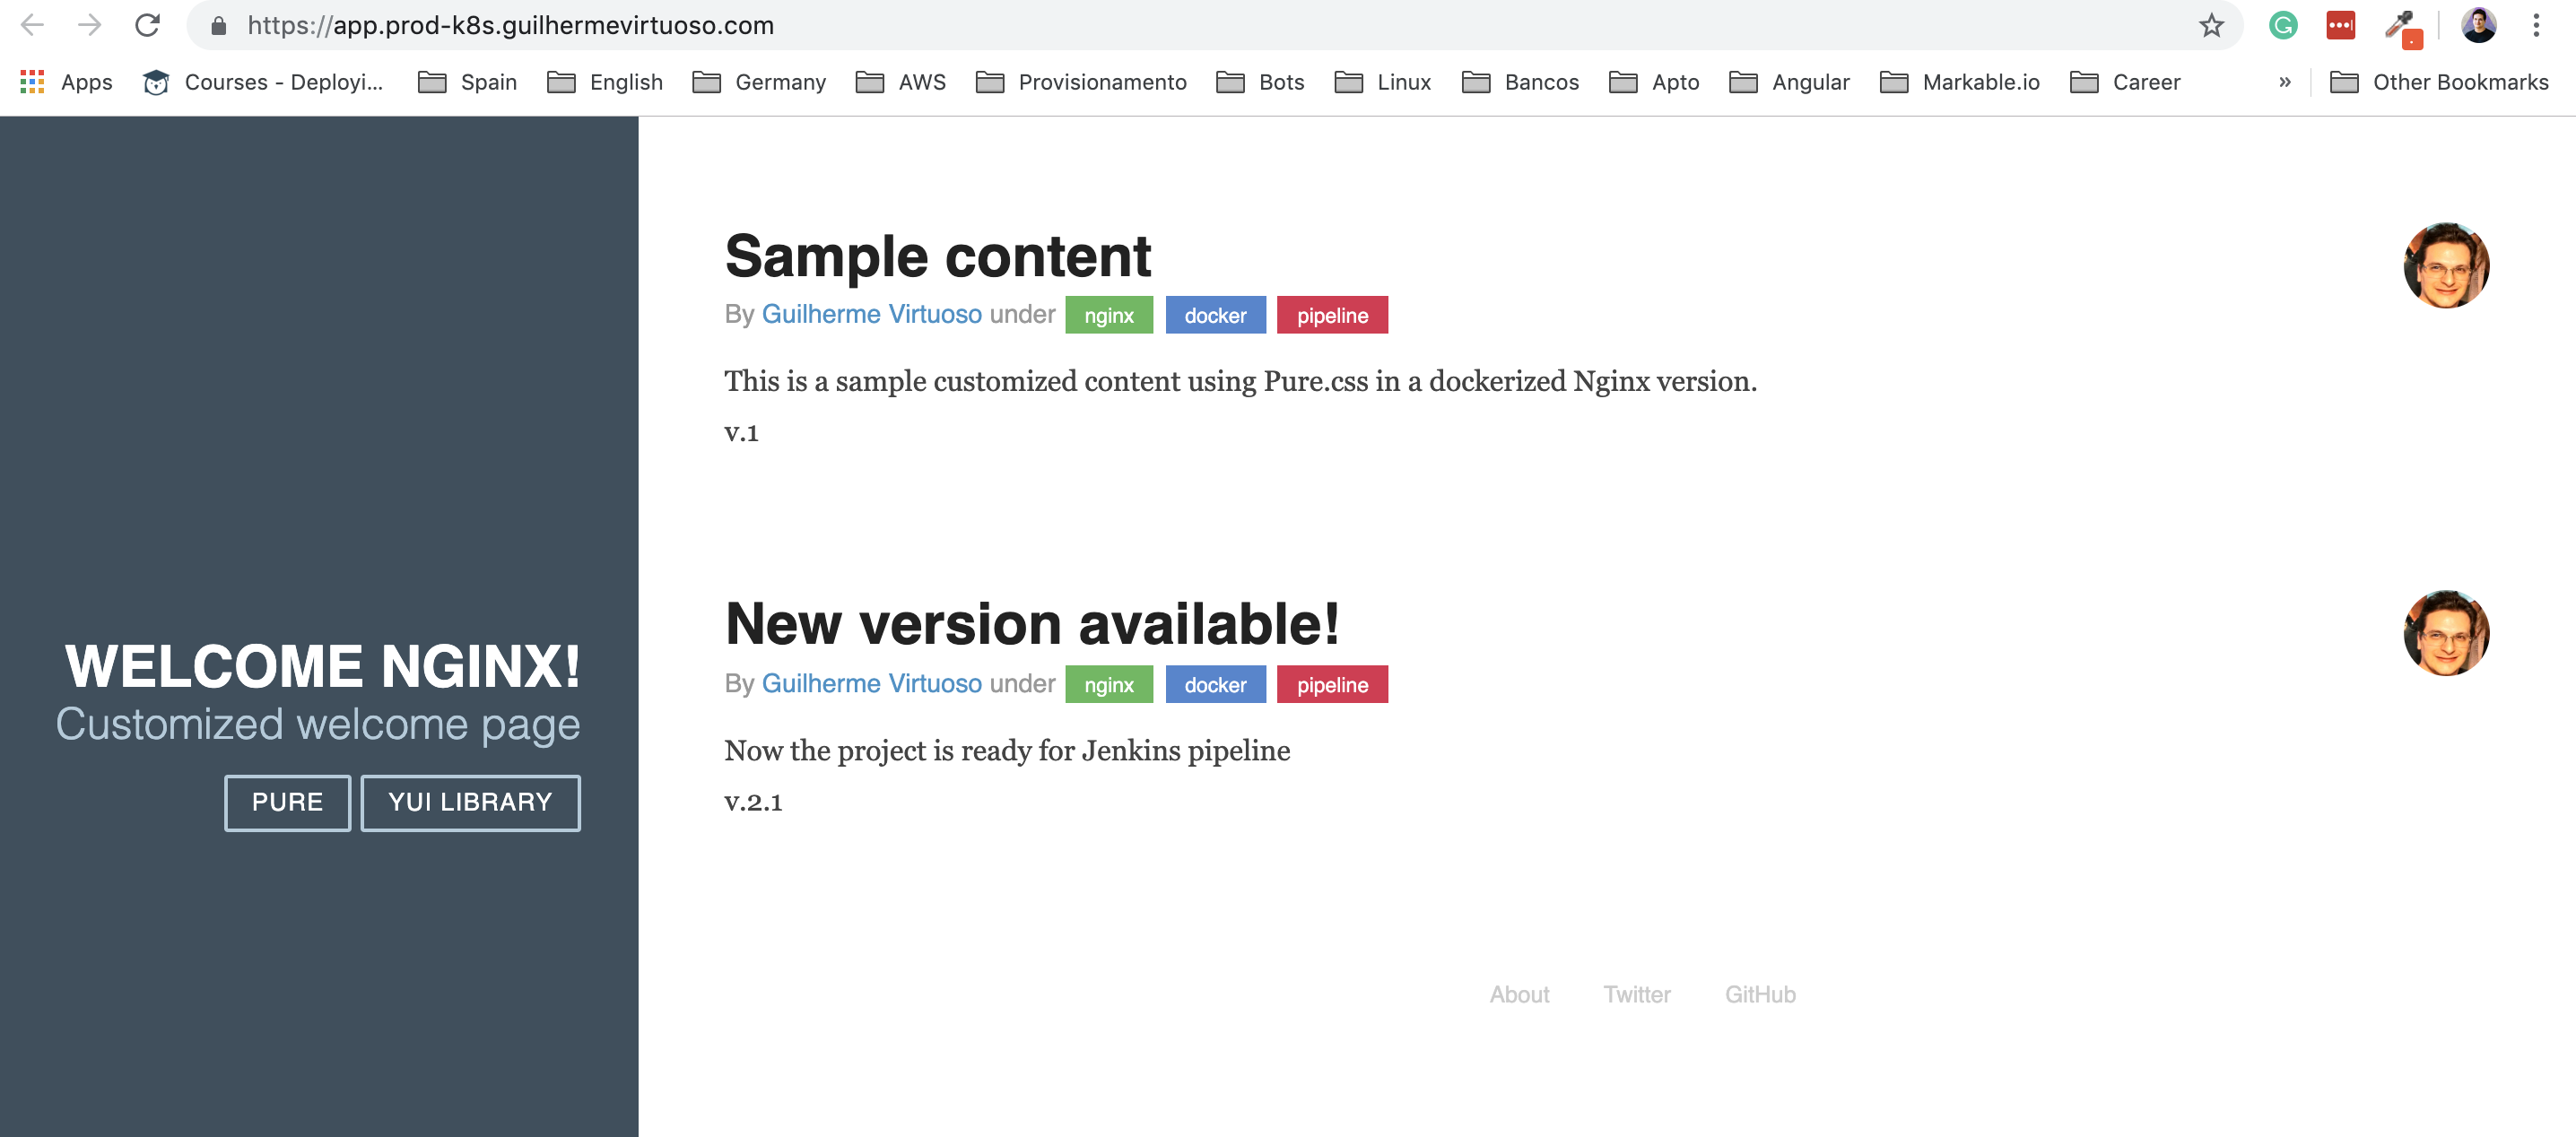 https://app.prod-k8s.guilhermevirtuoso.com
Apps Courses - Deployi... Spain English Germany AWS Provisionamento Bots Linux Bancos Apto Angular Markable.io Career » Other Bookmarks
WELCOME NGINX!
Customized welcome page
PURE YUI LIBRARY
Sample content
By Guilherme Virtuoso under nginx docker pipeline
This is a sample customized content using Pure.css in a dockerized Nginx version.
v.1
New version available!
By Guilherme Virtuoso under nginx docker pipeline
Now the project is ready for Jenkins pipeline
v.2.1
About Twitter GitHub